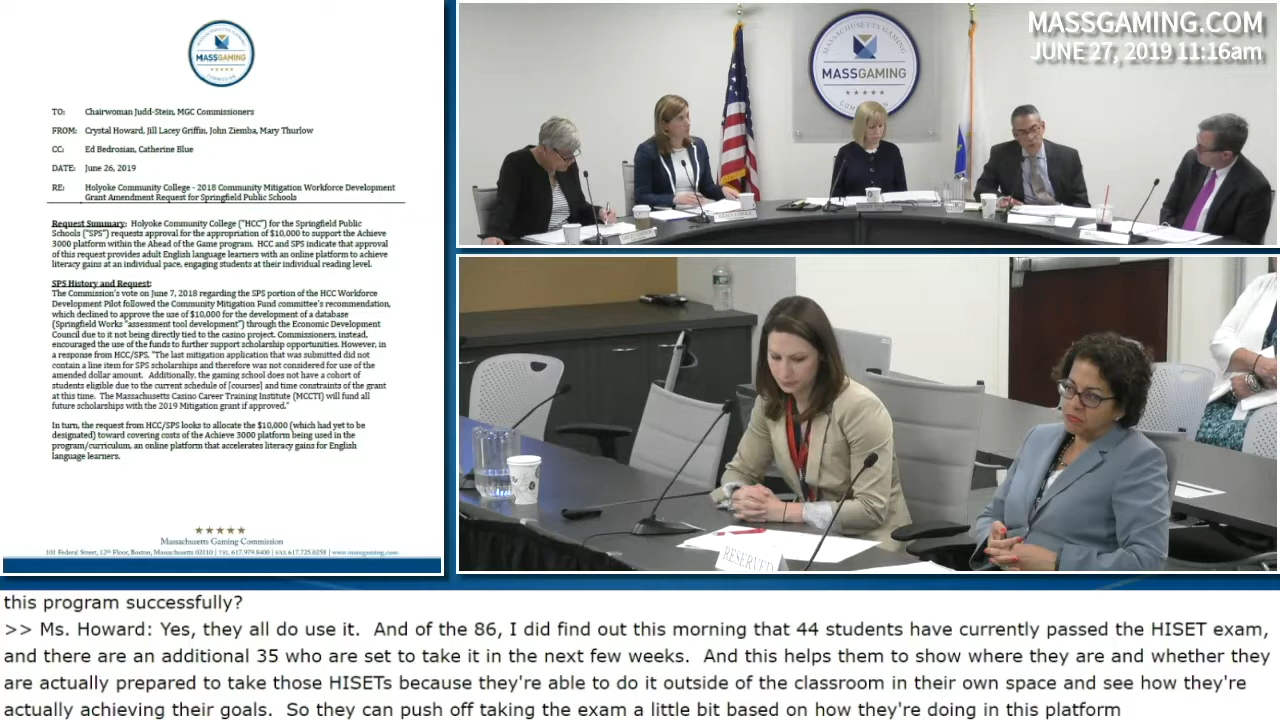 MASSGAMING
TO: Chairwoman Judd-Stein, MGC Commissioners
FROM: Crystal Howard, Jill Lacey Griffin, John Ziemba, Mary Thurlow
CC: Ed Bedrosian, Catherine Blue
DATE: June 26, 2019
RE: Holyoke Community College - 2018 Community Mitigation Workforce Development
Grant Amendment Request for Springfield Public Schools
Request Summary: Holyoke Community College ("HCC") for the Springfield Public
Schools ("SPS") requests approval for the appropriation of $10,000 to support the Achieve
3000 platform within the Ahead of the Game program. HCC and SPS indicate that approval
of this request provides adult English language learners with an online platform to achieve
literacy gains at an individual pace, engaging students at their individual reading level.
SPS History and Request:
The Commission's vote on June 7, 2018 regarding the SPS portion of the HCC Workforce
Development Pilot followed the Community Mitigation Fund committee's recommendation,
which declined to approve the use of $10,000 for the development of a database
(Springfield Works "assessment tool development") through the Economic Development
Council due to it not being directly tied to the casino project. Commissioners, instead,
encouraged the use of the funds to further support scholarship opportunities. However, in
a response from HCC/SPS, "The last mitigation application that was submitted did not
contain a line item for SPS scholarships and therefore was not considered for use of the
amended dollar amount. Additionally, the gaming school does not have a cohort of
students eligible due to the current schedule of [courses] and time constraints of the grant
at this time. The Massachusetts Casino Career Training Institute (MCCTI) will fund all
future scholarships with the 2019 Mitigation grant if approved."
In turn, the request from HCC/SPS looks to allocate the $10,000 (which had yet to be
designated) toward covering costs of the Achieve 3000 platform being used in the
program/curriculum, an online platform that accelerates literacy gains for English
language learners.
★★★★★
Massachusetts Gaming Commission
101 Federal Street, 12th Floor, Boston, Massachusetts 02110 | TEL 617.979.8400 | FAX 617.725.0258 | www.massgaming.com
MASSGAMING.COM
JUNE 27, 2019 11:16am
MASSACHUSETTS GAMING
MASSGAMING
COMMISSION
RESERVED
this program successfully?
>> Ms. Howard: Yes, they all do use it. And of the 86, I did find out this morning that 44 students have currently passed the HISET exam,
and there are an additional 35 who are set to take it in the next few weeks. And this helps them to show where they are and whether they
are actually prepared to take those HISETs because they're able to do it outside of the classroom in their own space and see how they're
actually achieving their goals. So they can push off taking the exam a little bit based on how they're doing in this platform